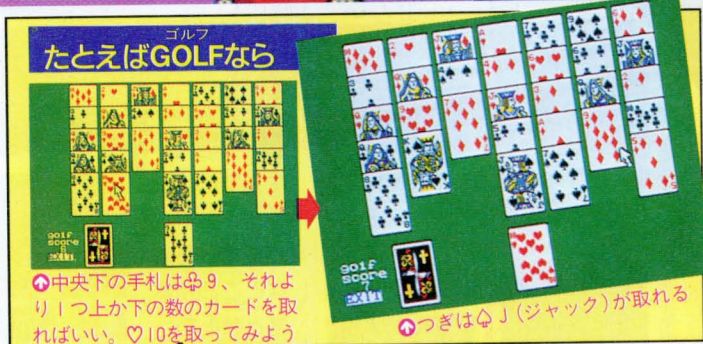 ゴルフ
たとえばGOLFなら
golf
score
EXIT
golf
score
?
EXIT
中央下の手札は♧9、それよ
り1つ上か下の数のカードを取
ればいい。♡10を取ってみよう
つぎは♤J(ジャック)が取れる